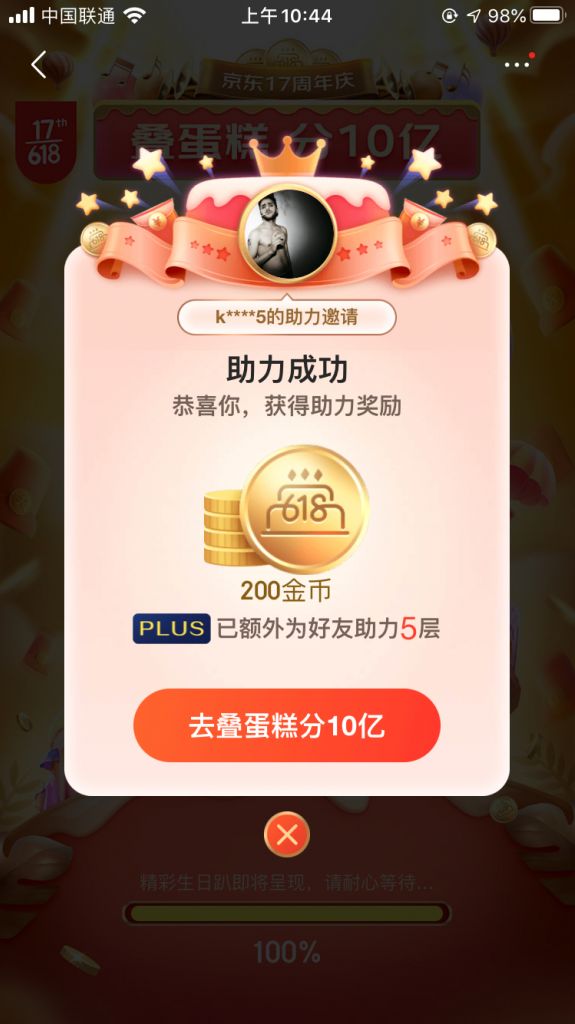 中国联通
上午10:44
98%
京东17周年庆
17th
618
叠蛋糕 分10亿
618
k****5的助力邀请
助力成功
恭喜你，获得助力奖励
618
200金币
PLUS 已额外为好友助力5层
去叠蛋糕分10亿
精彩生日趴即将呈现，请耐心等待...
100%